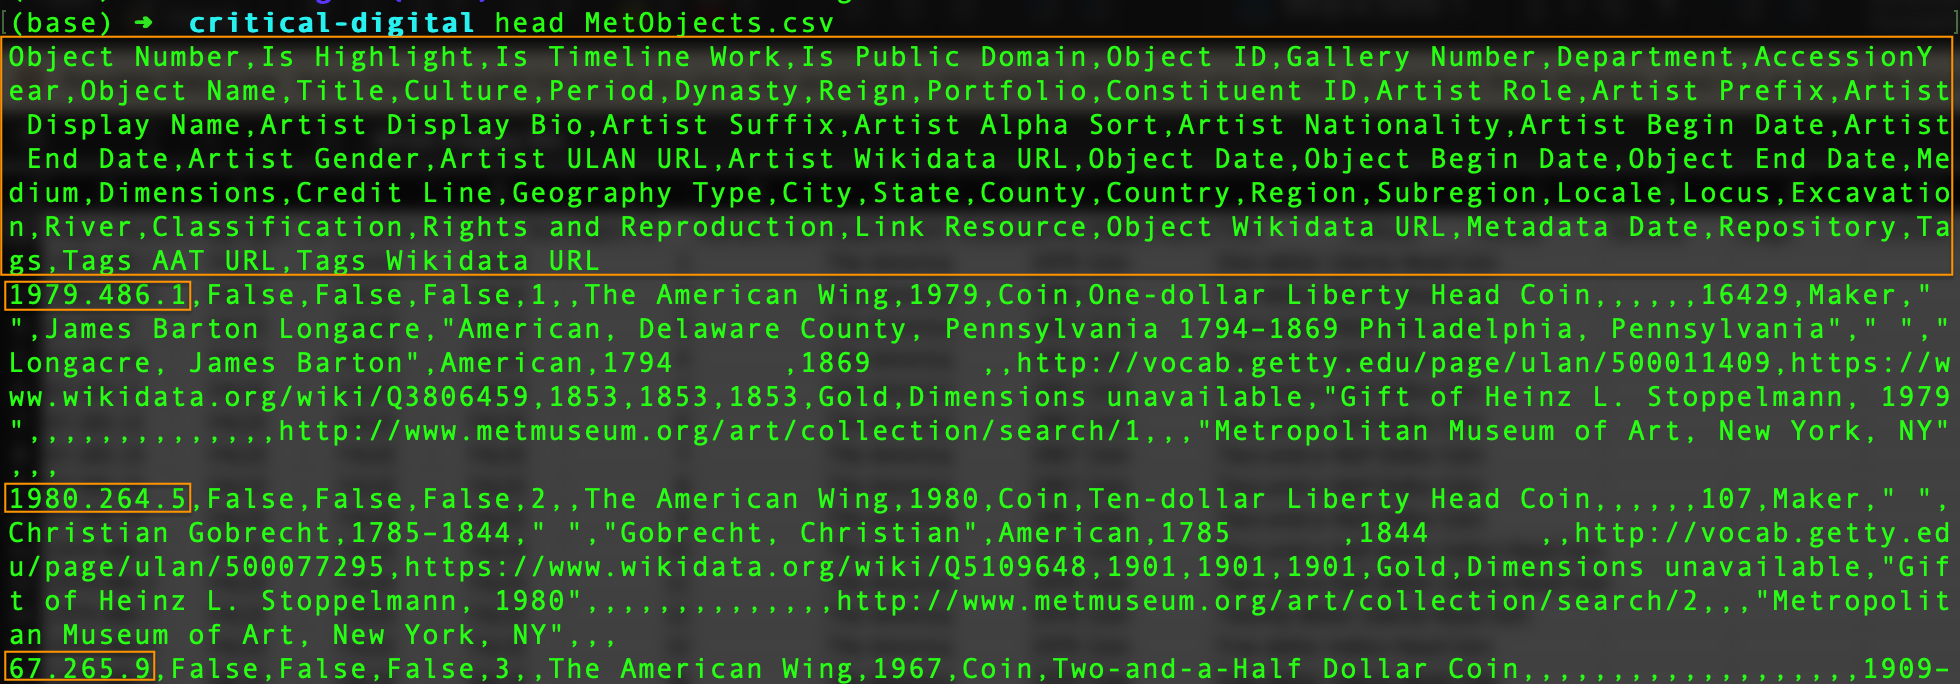 (base) ➜  critical-digital head MetObjects.csv
Object Number,Is Highlight,Is Timeline Work,Is Public Domain,Object ID,Gallery Number,Department,AccessionY
ear,Object Name,Title,Culture,Period,Dynasty,Reign,Portfolio,Constituent ID,Artist Role,Artist Prefix,Artist
 Display Name,Artist Display Bio,Artist Suffix,Artist Alpha Sort,Artist Nationality,Artist Begin Date,Artist
 End Date,Artist Gender,Artist ULAN URL,Artist Wikidata URL,Object Date,Object Begin Date,Object End Date,Me
dium,Dimensions,Credit Line,Geography Type,City,State,County,Country,Region,Subregion,Locale,Locus,Excavatio
n,River,Classification,Rights and Reproduction,Link Resource,Object Wikidata URL,Metadata Date,Repository,Ta
gs,Tags AAT URL,Tags Wikidata URL
1979.486.1,False,False,False,1,,The American Wing,1979,Coin,One-dollar Liberty Head Coin,,,,,,16429,Maker,"
",James Barton Longacre,"American, Delaware County, Pennsylvania 1794–1869 Philadelphia, Pennsylvania"," ","
Longacre, James Barton",American,1794      ,1869      ,,http://vocab.getty.edu/page/ulan/500011409,https://w
ww.wikidata.org/wiki/Q3806459,1853,1853,1853,Gold,Dimensions unavailable,"Gift of Heinz L. Stoppelmann, 1979
",,,,,,,,,,,,,,http://www.metmuseum.org/art/collection/search/1,,,"Metropolitan Museum of Art, New York, NY"
,,,
1980.264.5,False,False,False,2,,The American Wing,1980,Coin,Ten-dollar Liberty Head Coin,,,,,,107,Maker," ",
Christian Gobrecht,1785–1844," ","Gobrecht, Christian",American,1785      ,1844      ,,http://vocab.getty.ed
u/page/ulan/500077295,https://www.wikidata.org/wiki/Q5109648,1901,1901,1901,Gold,Dimensions unavailable,"Gif
t of Heinz L. Stoppelmann, 1980",,,,,,,,,,,,,,http://www.metmuseum.org/art/collection/search/2,,,"Metropolit
an Museum of Art, New York, NY",,,
67.265.9,False,False,False,3,,The American Wing,1967,Coin,Two-and-a-Half Dollar Coin,,,,,,,,,,,,,,,,,,,1909–